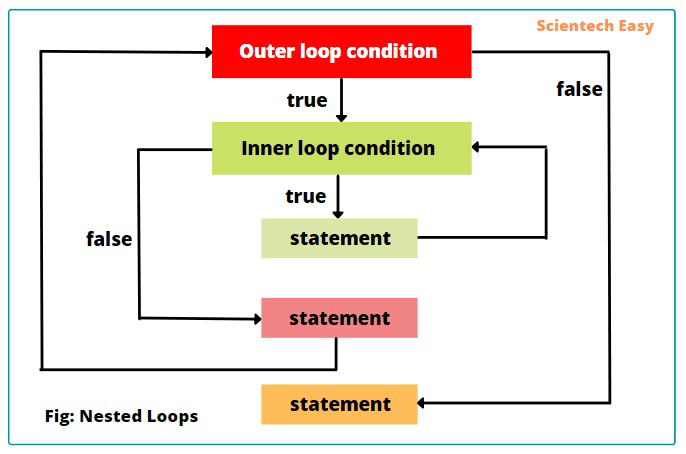 Scientech Easy
Outer loop condition
true
false
Inner loop condition
true
statement
false
statement
statement
Fig: Nested Loops